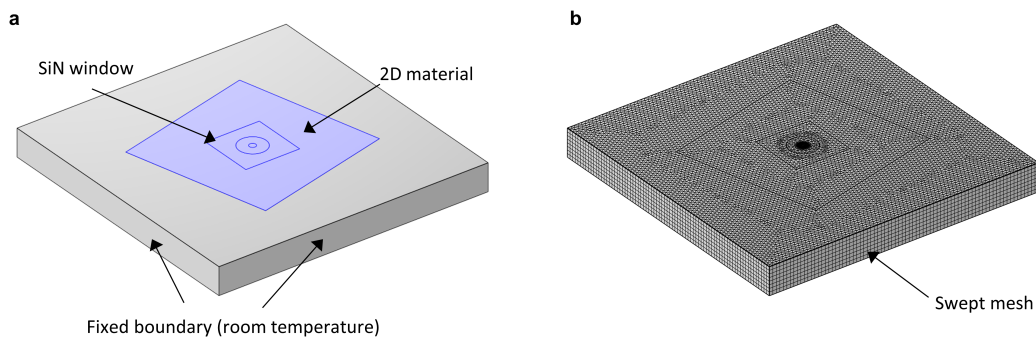 a
b
SiN window
2D material
Fixed boundary (room temperature)
Swept mesh